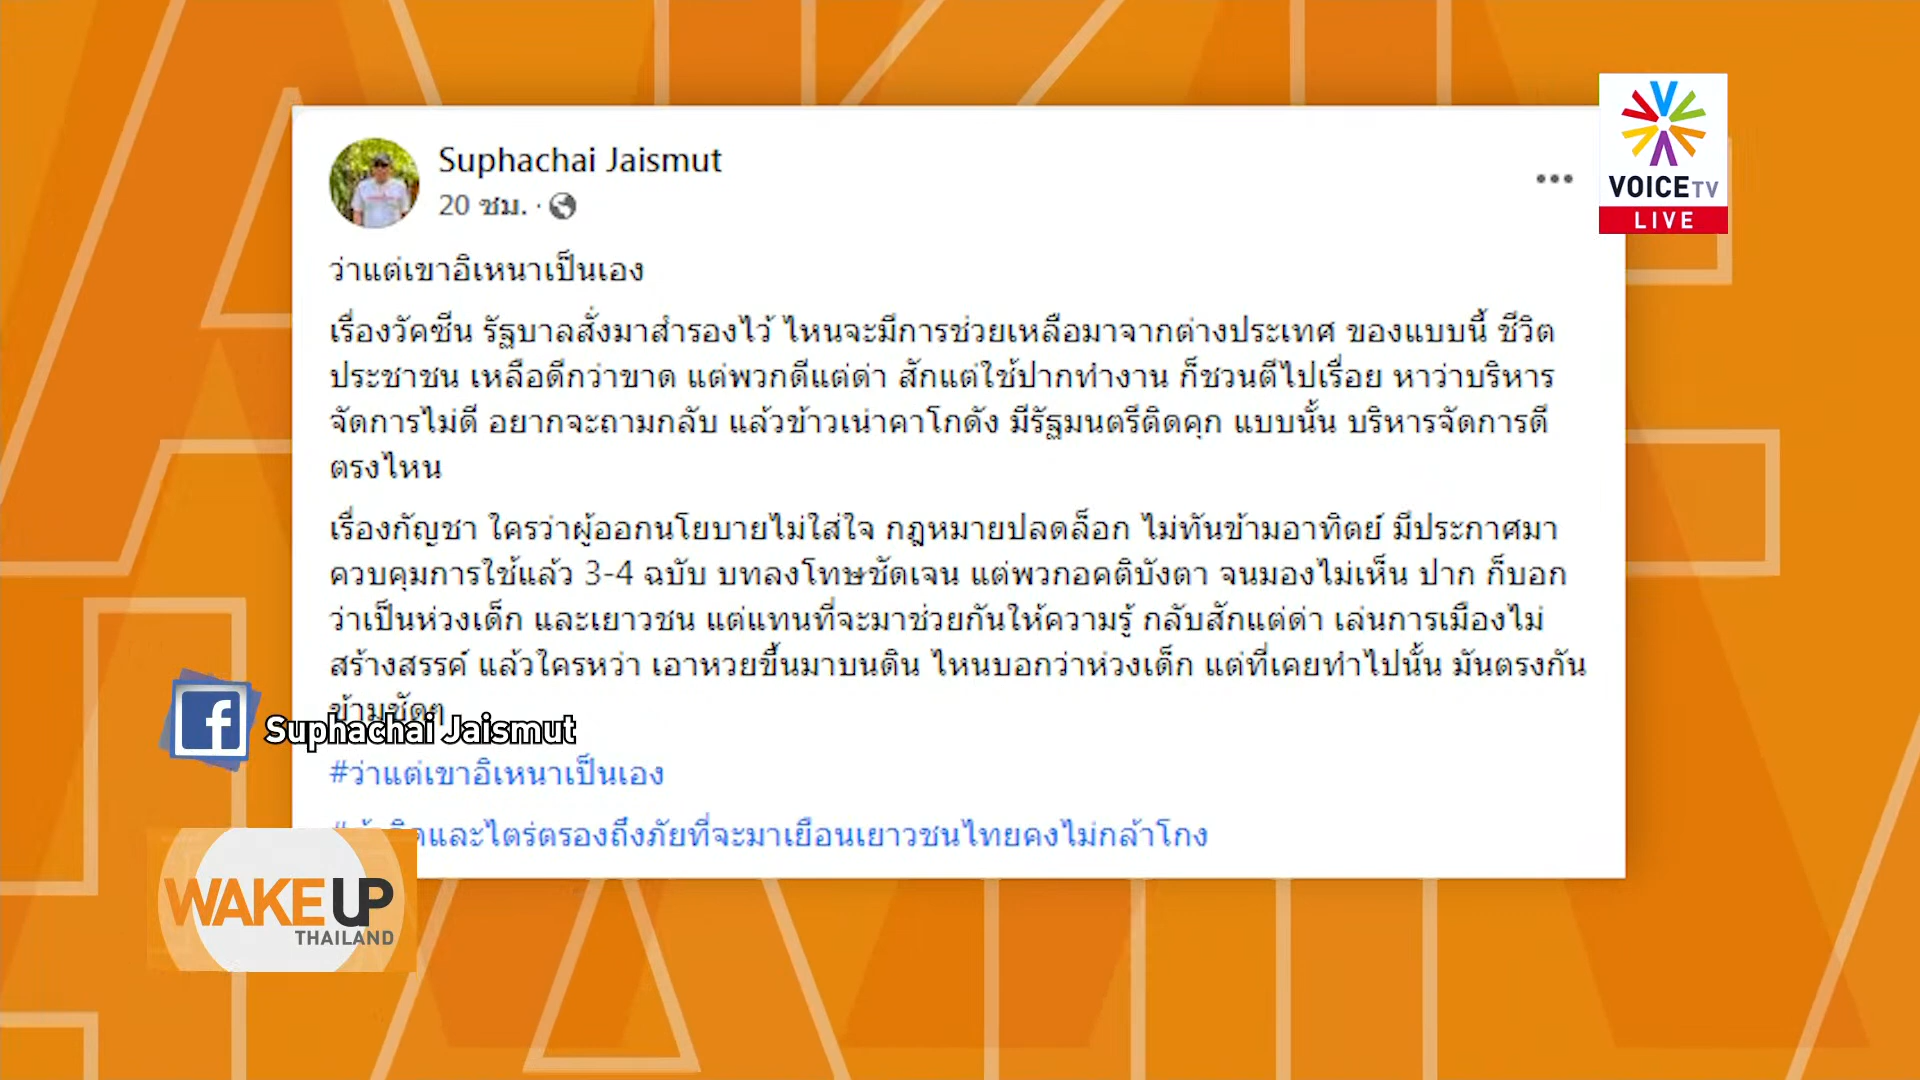 VOICETV
LIVE
Suphachai Jaismut
20 ชม.
ว่าแต่เขาอิเหนาเป็นเอง
เรื่องวัคซีน รัฐบาลสั่งมาสำรองไว้ ไหนจะมีการช่วยเหลือมาจากต่างประเทศ ของแบบนี้ ชีวิต
ประชาชน เหลือดีกว่าขาด แต่พวกดีแต่ด่า สักแต่ใช้ปากทำงาน ก็ชวนตีไปเรื่อย หาว่าบริหาร
จัดการไม่ดี อยากจะถามกลับ แล้วข้าวเน่าคาโกดัง มีรัฐมนตรีติดคุก แบบนั้น บริหารจัดการดี
ตรงไหน
เรื่องกัญชา ใครว่าผู้ออกนโยบายไม่ใส่ใจ กฎหมายปลดล็อก ไม่ทันข้ามอาทิตย์ มีประกาศมา
ควบคุมการใช้แล้ว 3-4 ฉบับ บทลงโทษชัดเจน แต่พวกอคติบังตา จนมองไม่เห็น ปาก ก็บอก
ว่าเป็นห่วงเด็ก และเยาวชน แต่แทนที่จะมาช่วยกันให้ความรู้ กลับสักแต่ด่า เล่นการเมืองไม่
สร้างสรรค์ แล้วใครหว่า เอาหวยขึ้นมาบนดิน ไหนบอกว่าห่วงเด็ก แต่ที่เคยทำไปนั้น มันตรงกัน
ข้ามชัดๆ
Suphachai Jaismut
#ว่าแต่เขาอิเหนาเป็นเอง
และไตร่ตรองถึงภัยที่จะมาเยือนเยาวชนไทยคงไม่กล้าโกง
WAKE UP
THAILAND